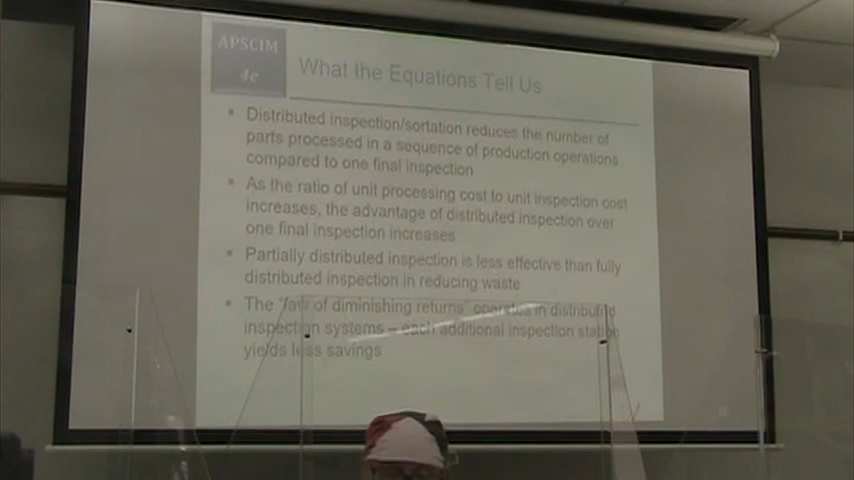 APSCIM
4e
What the Equations Tell Us
• Distributed inspection/sortation reduces the number of
parts processed in a sequence of production operations
compared to one final inspection
• As the ratio of unit processing cost to unit inspection cost
increases, the advantage of distributed inspection over
one final inspection increases
• Partially distributed inspection is less effective than fully
distributed inspection in reducing waste
• The "law of diminishing returns" operates in distributed
inspection systems – each additional inspection station
yields less savings